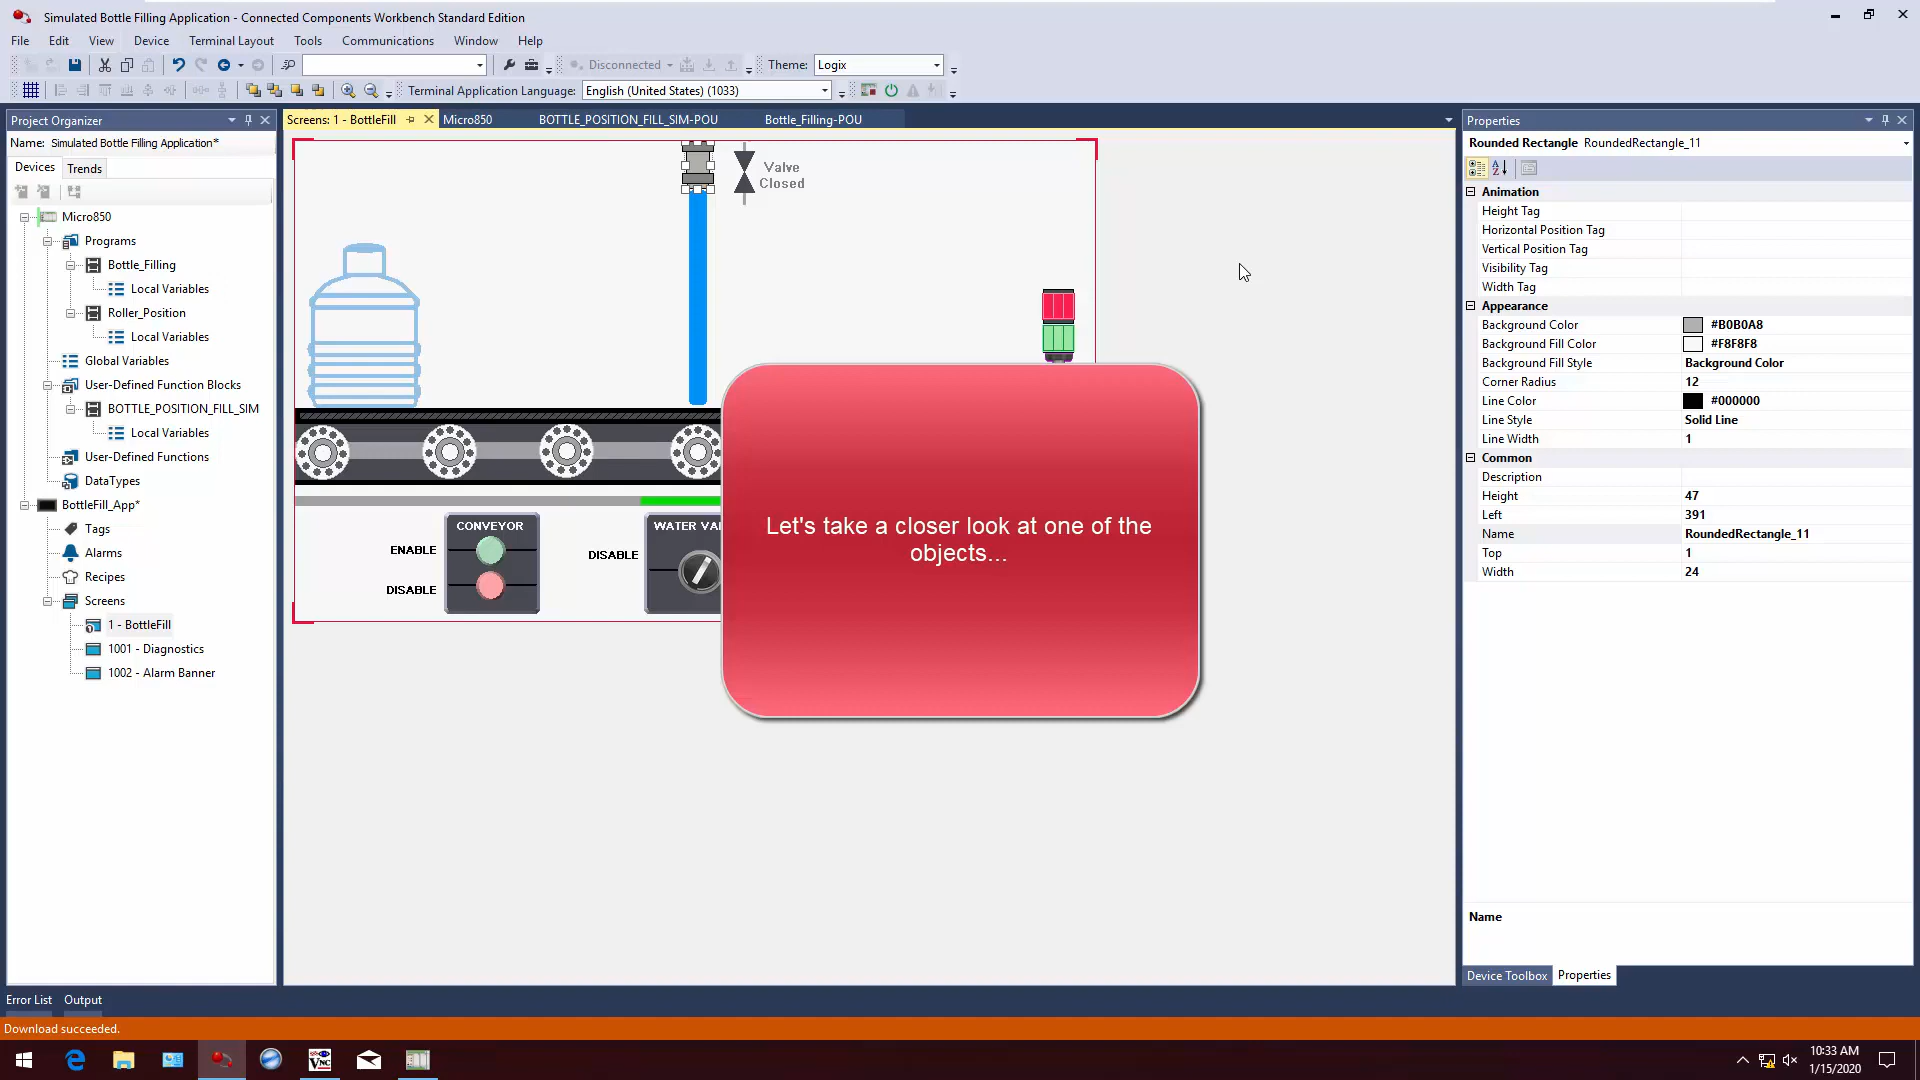 Simulated Bottle Filling Application - Connected Components Workbench Standard Edition
File Edit View Device Terminal Layout Tools Communications Window Help
Disconnected Theme: Logix
Terminal Application Language: English (United States) (1033)
Project Organizer
Name: Simulated Bottle Filling Application*
Devices Trends
Micro850
Programs
Bottle_Filling
Local Variables
Roller_Position
Local Variables
Global Variables
User-Defined Function Blocks
BOTTLE_POSITION_FILL_SIM
Local Variables
User-Defined Functions
DataTypes
BottleFill_App*
Tags
Alarms
Recipes
Screens
1 - BottleFill
1001 - Diagnostics
1002 - Alarm Banner
Screens: 1 - BottleFill Micro850 BOTTLE_POSITION_FILL_SIM-POU Bottle_Filling-POU
Valve
Closed
CONVEYOR
ENABLE
DISABLE
WATER VA
DISABLE
Let's take a closer look at one of the
objects...
Properties
Rounded Rectangle RoundedRectangle_11
Animation
Height Tag
Horizontal Position Tag
Vertical Position Tag
Visibility Tag
Width Tag
Appearance
Background Color #B0B0A8
Background Fill Color #F8F8F8
Background Fill Style Background Color
Corner Radius 12
Line Color #000000
Line Style Solid Line
Line Width 1
Common
Description
Height 47
Left 391
Name RoundedRectangle_11
Top 1
Width 24
Name
Device Toolbox Properties
Error List Output
Download succeeded.
VNC
10:33 AM
1/15/2020